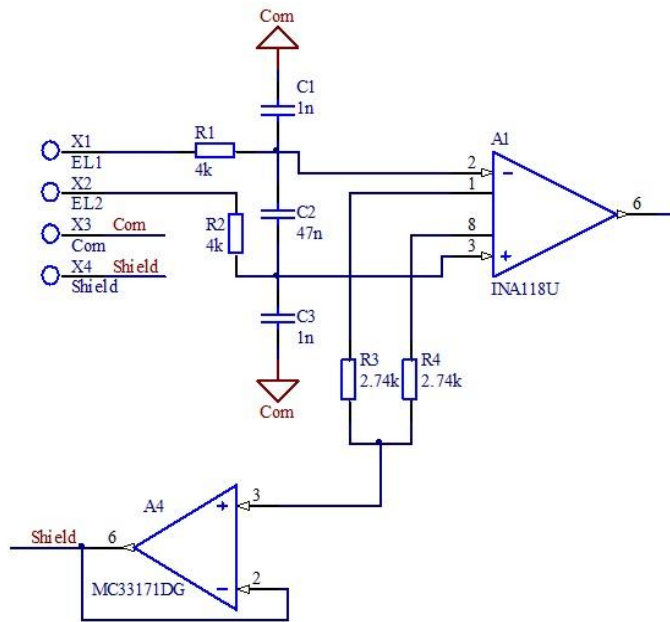 Com
C1
1n
X1
R1
A1
EL1
4k
2
1
6
X2
EL2
C2
47n
R2
4k
X3
Com
Com
8
3
X4
Shield
Shield
INA118U
C3
1n
R3
2.74k
R4
2.74k
Com
A4
3
Shield
6
MC33171DG
2